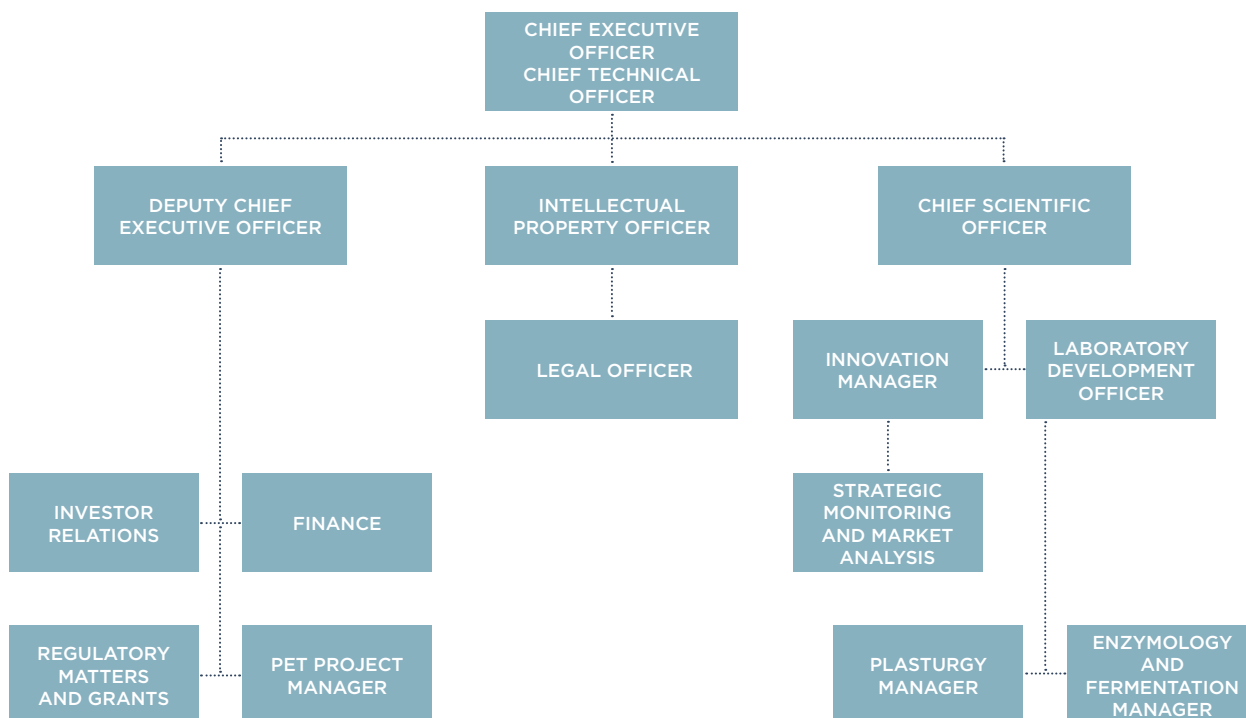 CHIEF EXECUTIVE
OFFICER
CHIEF TECHNICAL
OFFICER
DEPUTY CHIEF
EXECUTIVE OFFICER
INTELLECTUAL
PROPERTY OFFICER
CHIEF SCIENTIFIC
OFFICER
LEGAL OFFICER
INNOVATION
MANAGER
LABORATORY
DEVELOPMENT
OFFICER
INVESTOR
RELATIONS
FINANCE
STRATEGIC
MONITORING
AND MARKET
ANALYSIS
REGULATORY
MATTERS
AND GRANTS
PET PROJECT
MANAGER
PLASTURGY
MANAGER
ENZYMOLOGY
AND
FERMENTATION
MANAGER